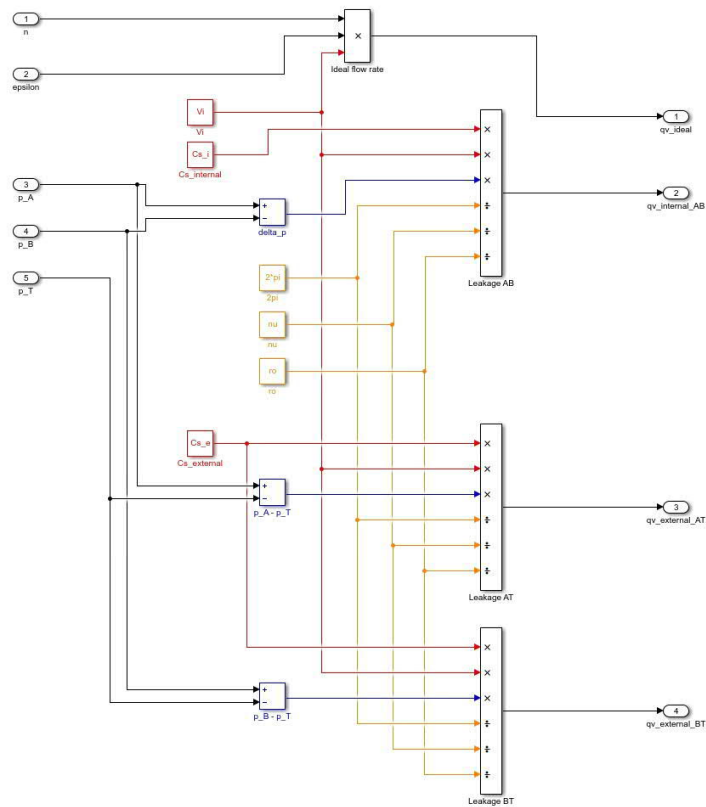 1
n
×
Ideal flow rate
2
epsilon
Vi
Vi
1
qv_ideal
×
Cs_i
Cs_internal
×
3
p_A
×
+
−
delta_p
÷
2
qv_internal_AB
4
p_B
÷
÷
Leakage AB
5
p_T
2*pi
2pi
nu
nu
ro
ro
Cs_e
Cs_external
×
×
+
−
p_A - p_T
×
3
qv_external_AT
÷
÷
÷
Leakage AT
×
×
+
−
p_B - p_T
×
4
qv_external_BT
÷
÷
÷
Leakage BT